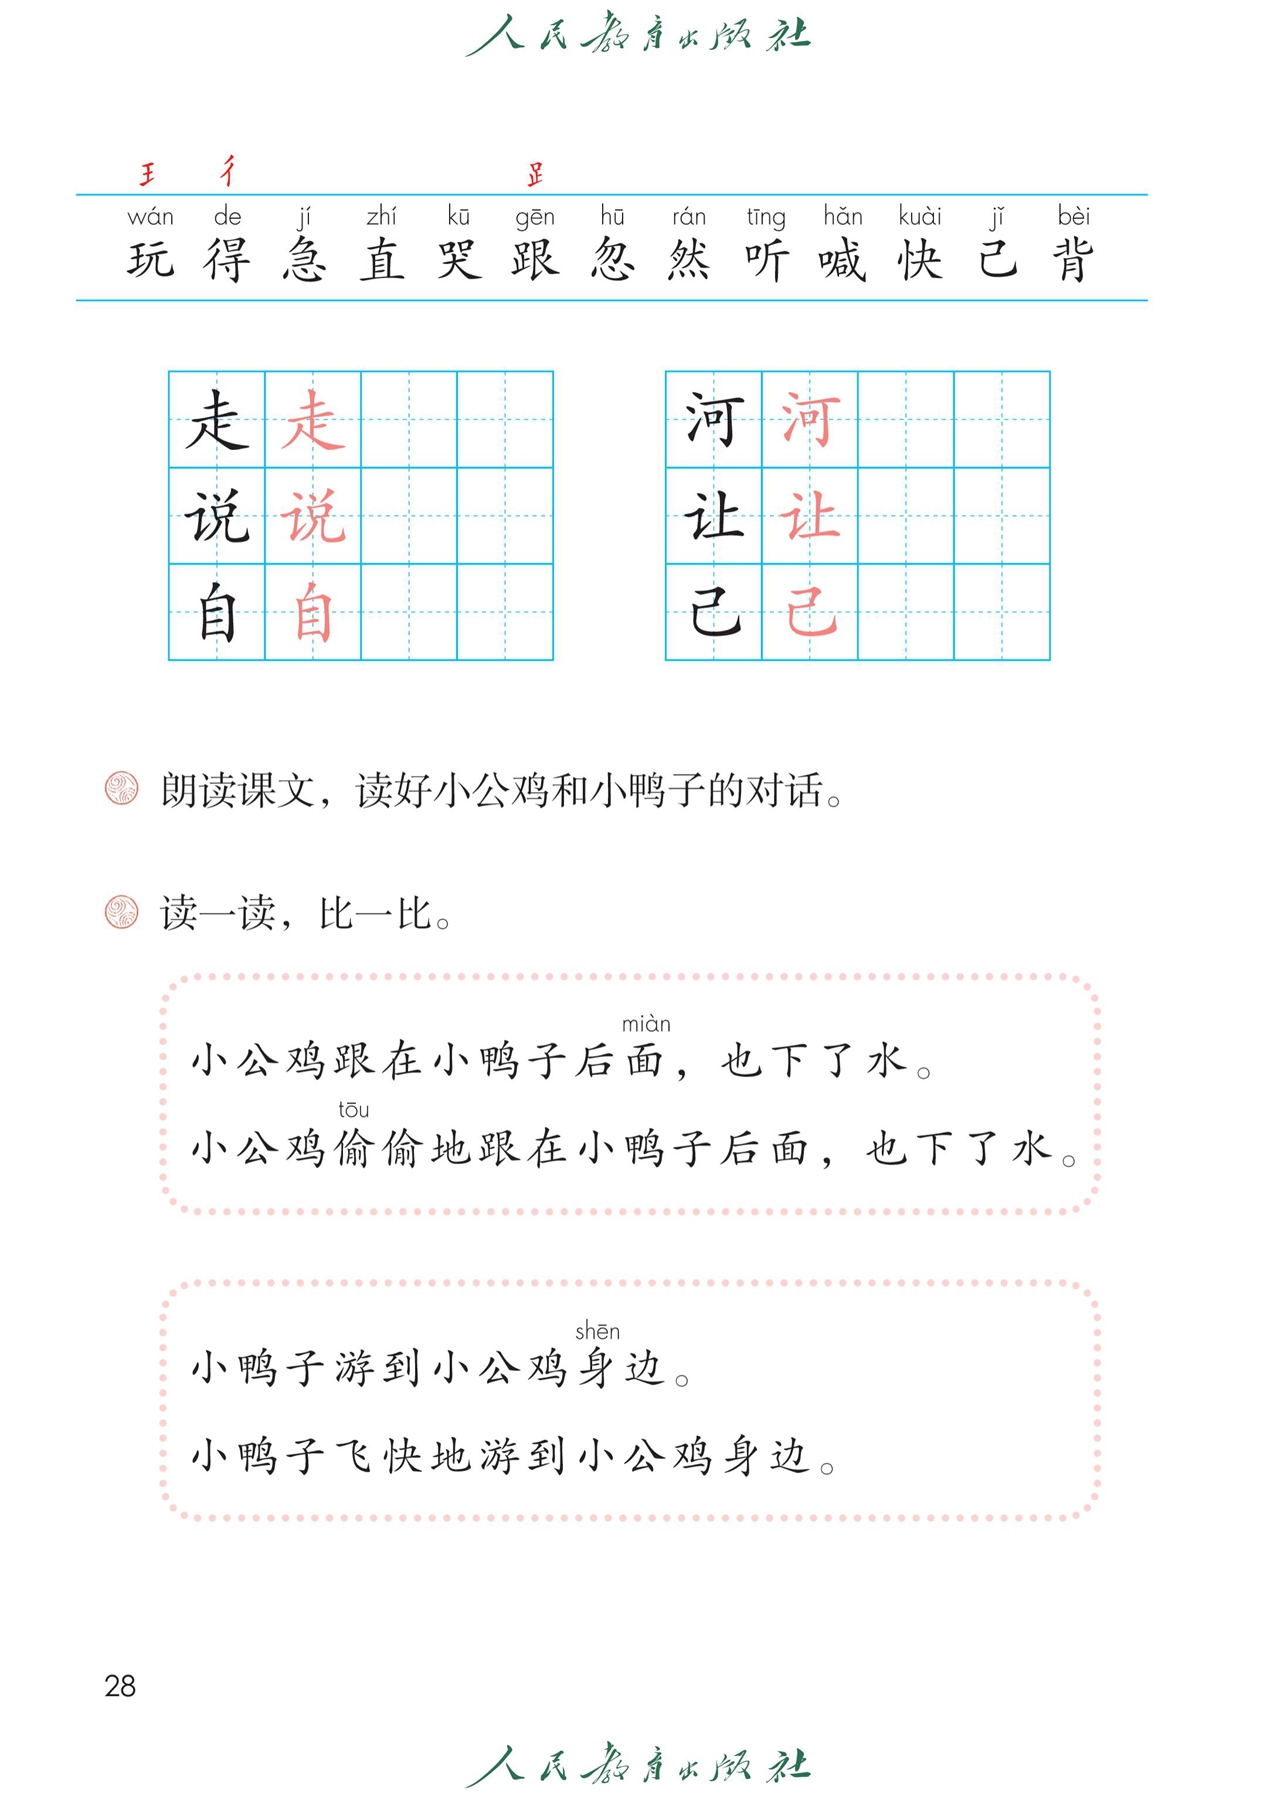 人民教育出版社
王 彳 𧾷
wán de jí zhí kū gēn hū rán tīng hǎn kuài jǐ bèi
玩 得 急 直 哭 跟 忽 然 听 喊 快 己 背
走 走 河 河
说 说 让 让
自 自 己 己
朗读课文，读好小公鸡和小鸭子的对话。
读一读，比一比。
miàn
小公鸡跟在小鸭子后面，也下了水。
tōu
小公鸡偷偷地跟在小鸭子后面，也下了水。
shēn
小鸭子游到小公鸡身边。
小鸭子飞快地游到小公鸡身边。
28
人民教育出版社